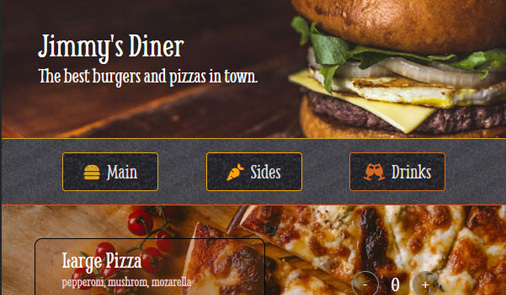 Jimmy's Diner
The best burgers and pizzas in town.
Main
Sides
Drinks
Large Pizza
pepperoni, mushrom, mozarella
- 0 +